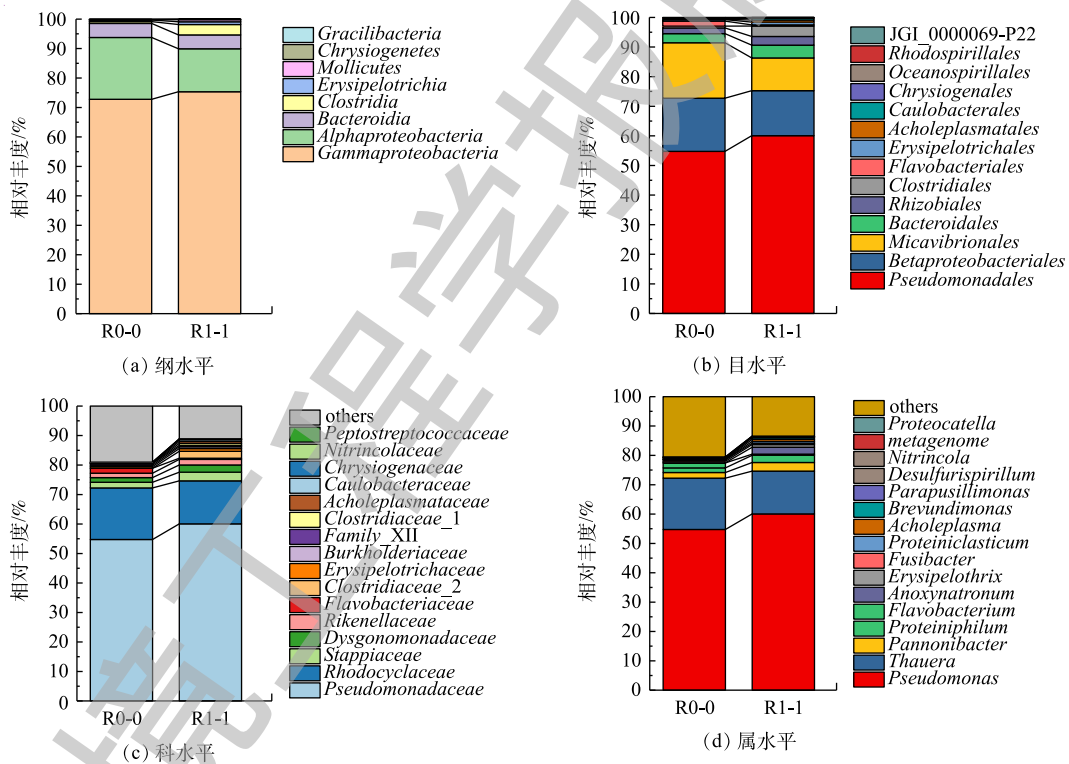 100
90
80
70
60
50
40
30
20
10
0
相对丰度/%
R0-0
R1-1
Gracilibacteria
Chrysiogenetes
Mollicutes
Erysipelotrichia
Clostridia
Bacteroidia
Alphaproteobacteria
Gammaproteobacteria
(a) 纲水平
100
90
80
70
60
50
40
30
20
10
0
相对丰度/%
R0-0
R1-1
JGI_0000069-P22
Rhodospirillales
Oceanospirillales
Chrysiogenales
Caulobacterales
Acholeplasmatales
Erysipelotrichales
Flavobacteriales
Clostridiales
Rhizobiales
Bacteroidales
Micavibrionales
Betaproteobacteriales
Pseudomonadales
(b) 目水平
100
90
80
70
60
50
40
30
20
10
0
相对丰度/%
R0-0
R1-1
others
Peptostreptococcaceae
Nitrincolaceae
Chrysiogenaceae
Caulobacteraceae
Acholeplasmataceae
Clostridiaceae_1
Family_XII
Burkholderiaceae
Erysipelotrichaceae
Clostridiaceae_2
Flavobacteriaceae
Rikenellaceae
Dysgonomonadaceae
Stappiaceae
Rhodocyclaceae
Pseudomonadaceae
(c) 科水平
100
90
80
70
60
50
40
30
20
10
0
相对丰度/%
R0-0
R1-1
others
Proteocatella
metagenome
Nitrincola
Desulfurispirillum
Parapusillimonas
Brevundimonas
Acholeplasma
Proteiniclasticum
Fusibacter
Erysipelothrix
Anoxynatronum
Flavobacterium
Proteiniphilum
Pannonibacter
Thauera
Pseudomonas
(d) 属水平
境工程学报